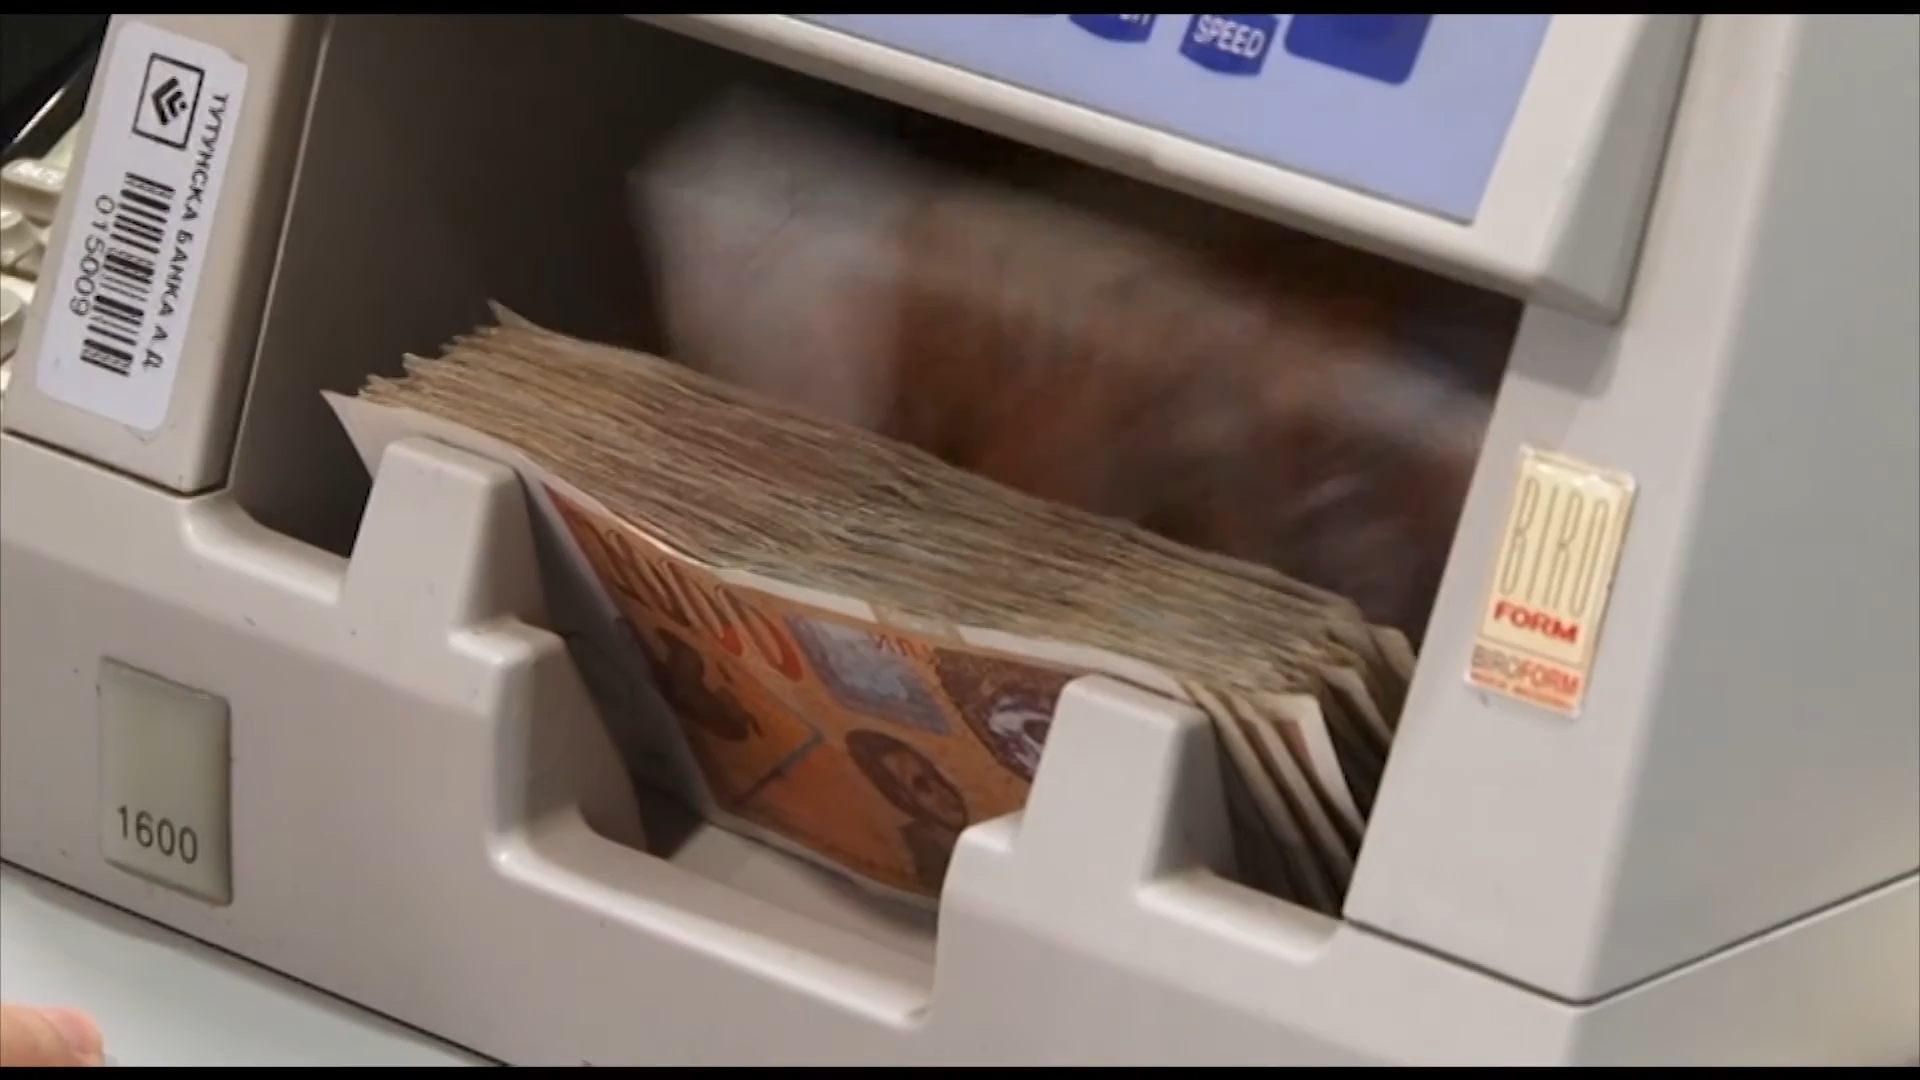 SPEED
ТУТУНСКА БАНКА А Д
015009
BIRO
FORM
BIROFORM
1600